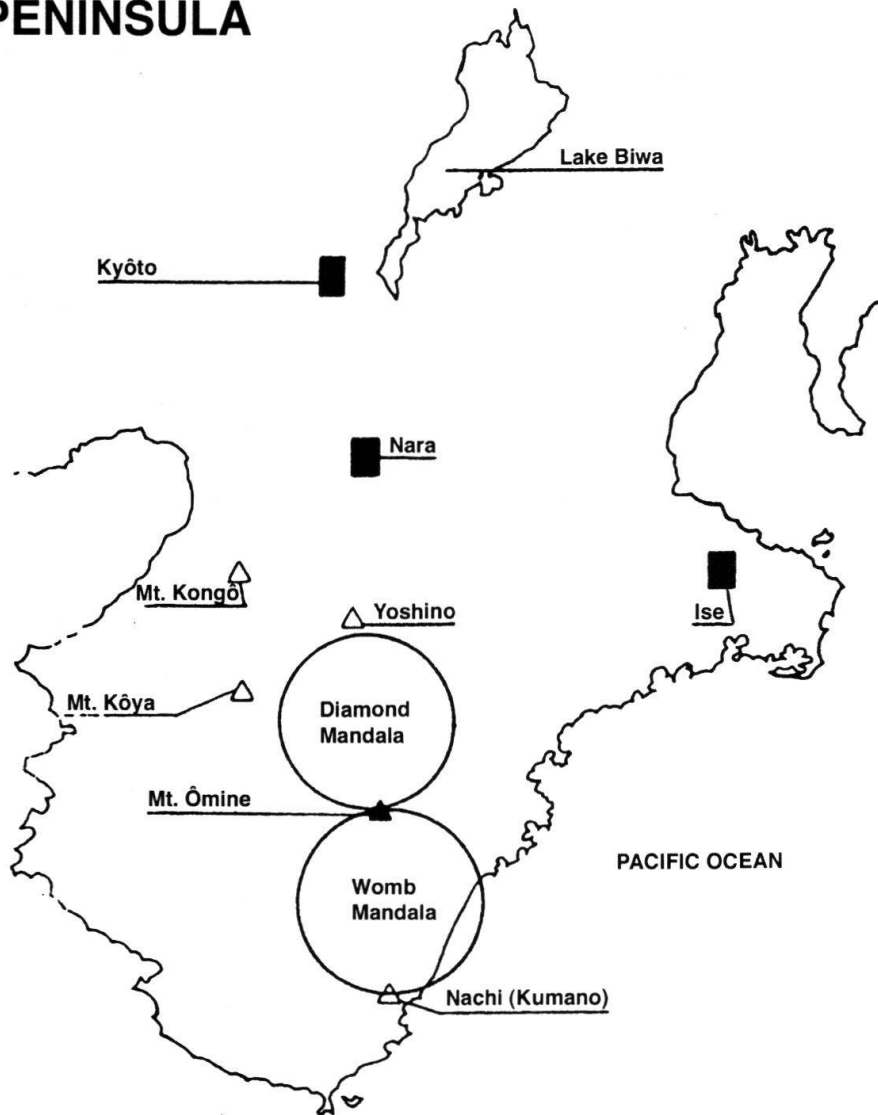 PENINSULA
Lake Biwa
Kyôto
Nara
Mt. Kongô
Yoshino
Ise
Mt. Kôya
Diamond
Mandala
Mt. Ômine
PACIFIC OCEAN
Womb
Mandala
Nachi (Kumano)